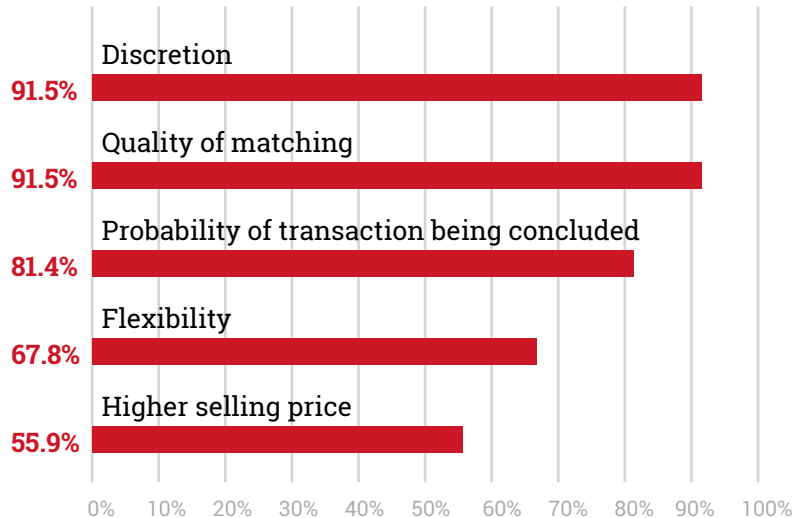 Discretion
91.5%
Quality of matching
91.5%
Probability of transaction being concluded
81.4%
Flexibility
67.8%
Higher selling price
55.9%
0% 10% 20% 30% 40% 50% 60% 70% 80% 90% 100%